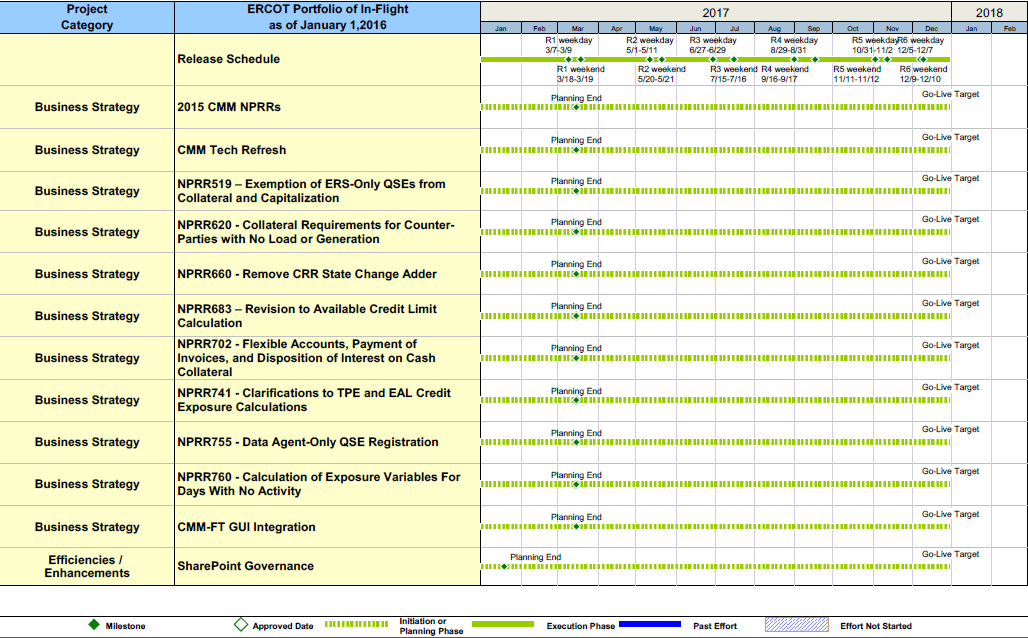 Project
Category
ERCOT Portfolio of In-Flight
as of January 1,2016
2017
2018
Jan Feb Mar Apr May Jun Jul Aug Sep Oct Nov Dec Jan Feb
Release Schedule
R1 weekday R2 weekday R3 weekday R4 weekday R5 weekday R6 weekday
3/7-3/9 5/1-5/11 6/27-6/29 8/29-8/31 10/31-11/2 12/5-12/7
R1 weekend R2 weekend R3 weekend R4 weekend R5 weekend R6 weekend
3/18-3/19 5/20-5/21 7/15-7/16 9/16-9/17 11/11-11/12 12/9-12/10
Business Strategy
2015 CMM NPRRs
Planning End
Go-Live Target
Business Strategy
CMM Tech Refresh
Planning End
Go-Live Target
Business Strategy
NPRR519 – Exemption of ERS-Only QSEs from
Collateral and Capitalization
Planning End
Go-Live Target
Business Strategy
NPRR620 - Collateral Requirements for Counter-
Parties with No Load or Generation
Planning End
Go-Live Target
Business Strategy
NPRR660 - Remove CRR State Change Adder
Planning End
Go-Live Target
Business Strategy
NPRR683 - Revision to Available Credit Limit
Calculation
Planning End
Go-Live Target
Business Strategy
NPRR702 - Flexible Accounts, Payment of
Invoices, and Disposition of Interest on Cash
Collateral
Planning End
Go-Live Target
Business Strategy
NPRR741 - Clarifications to TPE and EAL Credit
Exposure Calculations
Planning End
Go-Live Target
Business Strategy
NPRR755 - Data Agent-Only QSE Registration
Planning End
Go-Live Target
Business Strategy
NPRR760 - Calculation of Exposure Variables For
Days With No Activity
Planning End
Go-Live Target
Business Strategy
CMM-FT GUI Integration
Planning End
Go-Live Target
Efficiencies /
Enhancements
SharePoint Governance
Planning End
Go-Live Target
Milestone
Approved Date
Initiation or
Planning Phase
Execution Phase
Past Effort
Effort Not Started